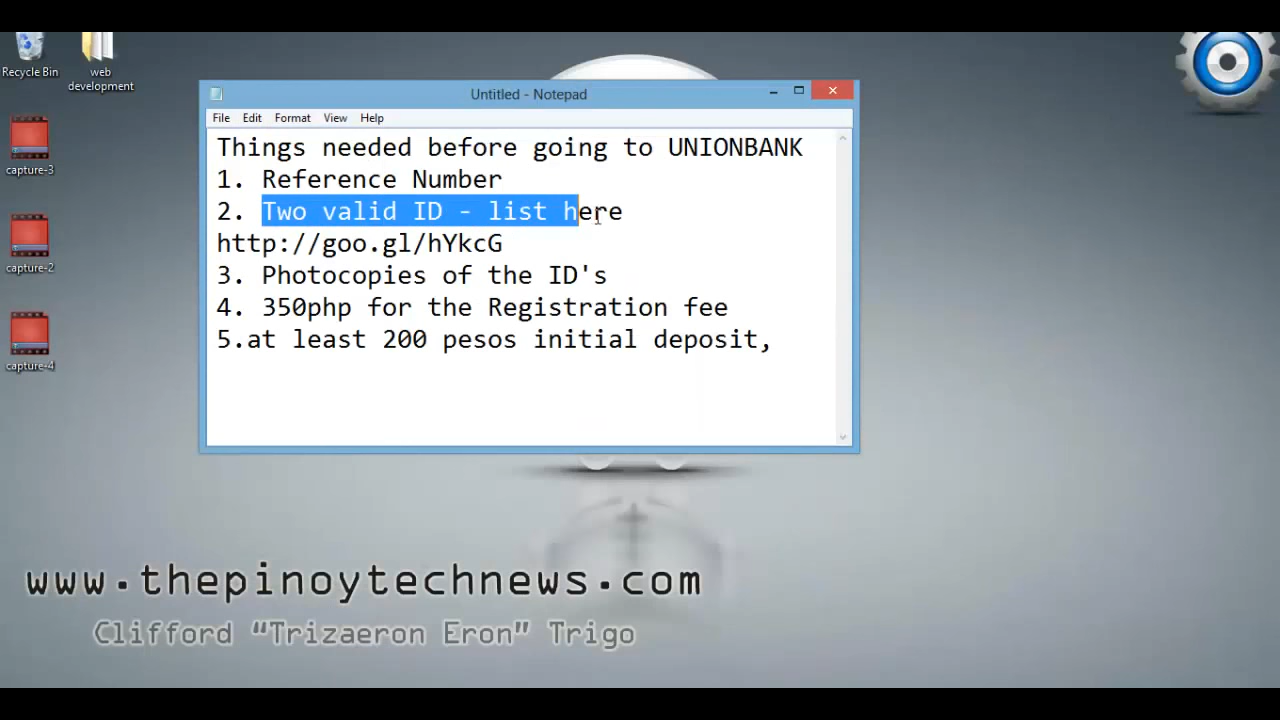 Recycle Bin
web
development
capture-3
capture-2
capture-4
Untitled - Notepad
File Edit Format View Help
Things needed before going to UNIONBANK
1. Reference Number
2. Two valid ID - list here
http://goo.gl/hYkcG
3. Photocopies of the ID's
4. 350php for the Registration fee
5.at least 200 pesos initial deposit,
www.thepinoytechnews.com
Clifford “Trizaeron Eron” Trigo